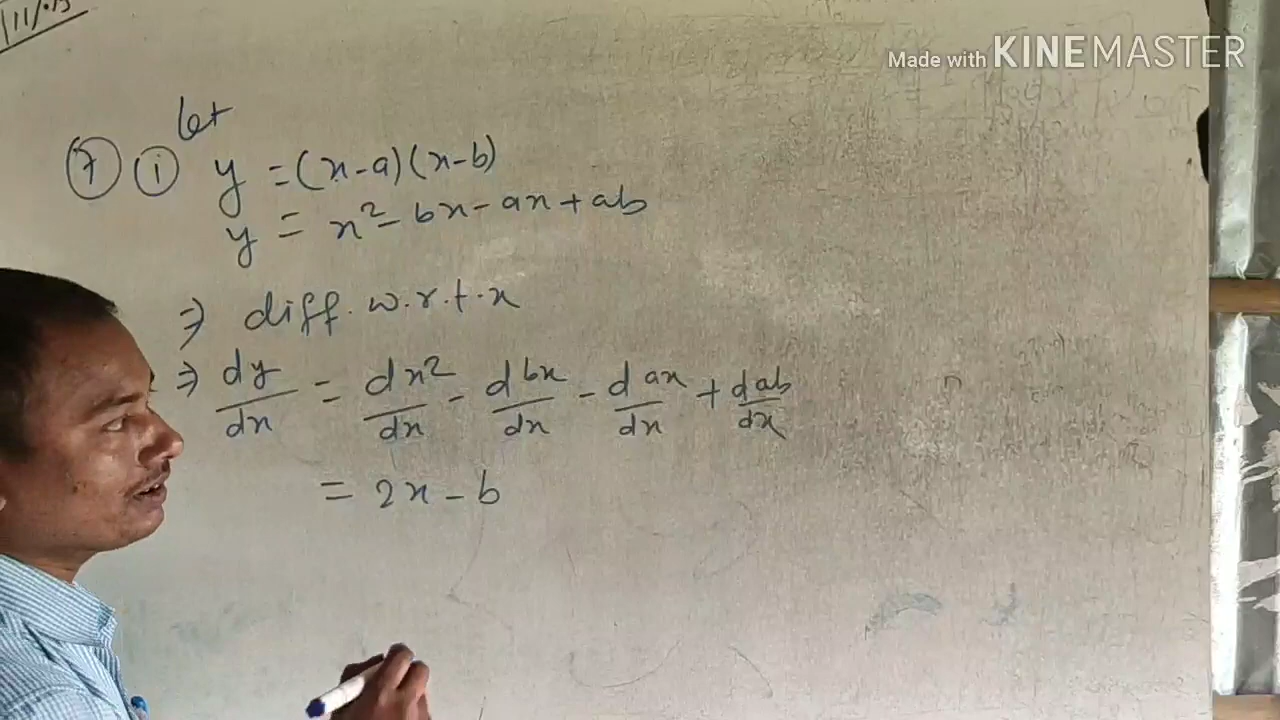 Made with KINEMASTER
let
7 i y = (x-a)(x-b)
y = x² - bx - ax + ab
⇒ diff. w.r.t. x
⇒ dy/dx = dx²/dx - dbx/dx - dax/dx + dab/dx
= 2x - b